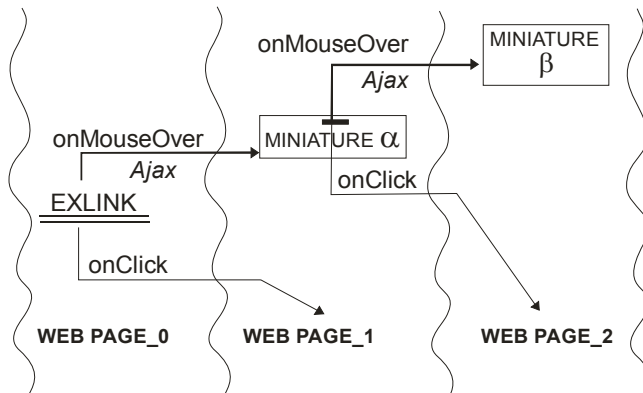 onMouseOver
Ajax
MINIATURE
β
onMouseOver
Ajax
MINIATURE α
EXLINK
onClick
onClick
WEB PAGE_0
WEB PAGE_1
WEB PAGE_2